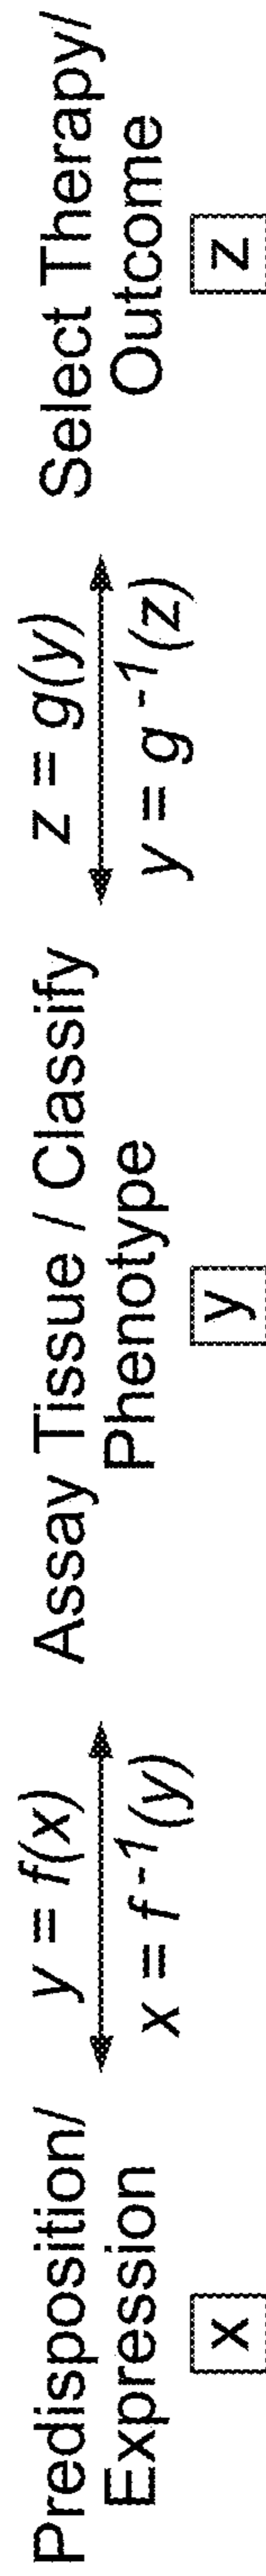 Predisposition/
Expression
x
y = f(x)
x = f -1(y)
Assay Tissue / Classify
Phenotype
y
z = g(y)
y = g -1(z)
Select Therapy/
Outcome
z